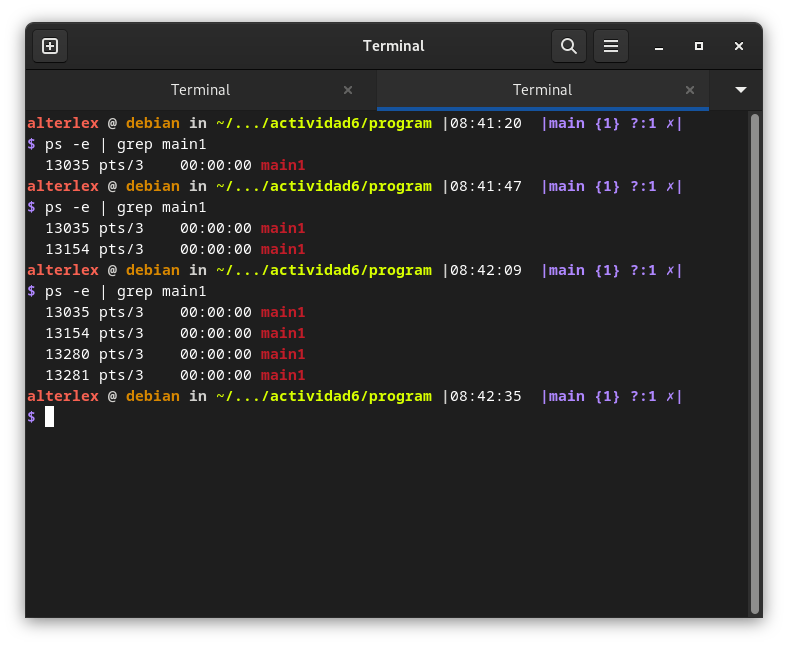 Terminal
Terminal Terminal
alterlex @ debian in ~/.../actividad6/program |08:41:20  |main {1} ?:1 ✗|
$ ps -e | grep main1
  13035 pts/3    00:00:00 main1
alterlex @ debian in ~/.../actividad6/program |08:41:47  |main {1} ?:1 ✗|
$ ps -e | grep main1
  13035 pts/3    00:00:00 main1
  13154 pts/3    00:00:00 main1
alterlex @ debian in ~/.../actividad6/program |08:42:09  |main {1} ?:1 ✗|
$ ps -e | grep main1
  13035 pts/3    00:00:00 main1
  13154 pts/3    00:00:00 main1
  13280 pts/3    00:00:00 main1
  13281 pts/3    00:00:00 main1
alterlex @ debian in ~/.../actividad6/program |08:42:35  |main {1} ?:1 ✗|
$